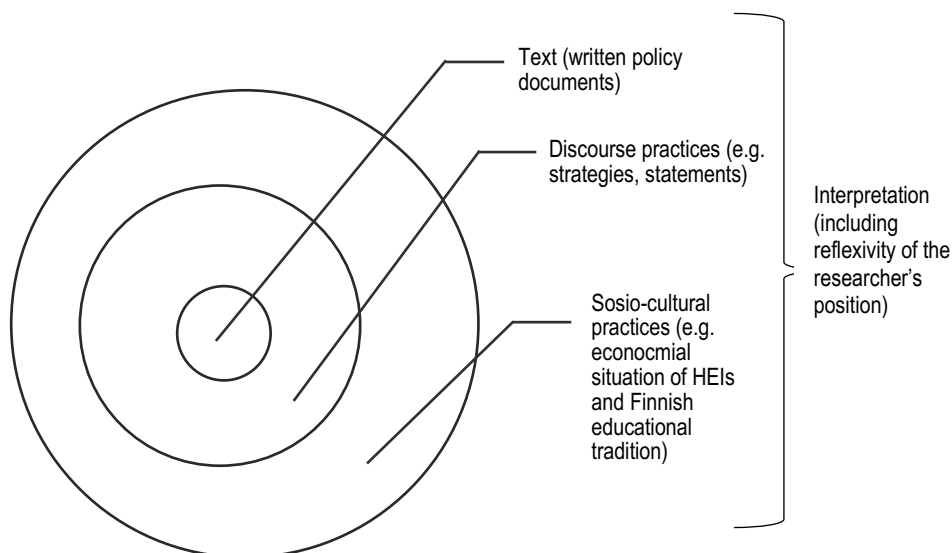 Text (written policy
documents)
Discourse practices (e.g.
strategies, statements)
Sosio-cultural
practices (e.g.
econocmial
situation of HEIs
and Finnish
educational
tradition)
Interpretation
(including
reflexivity of the
researcher's
position)